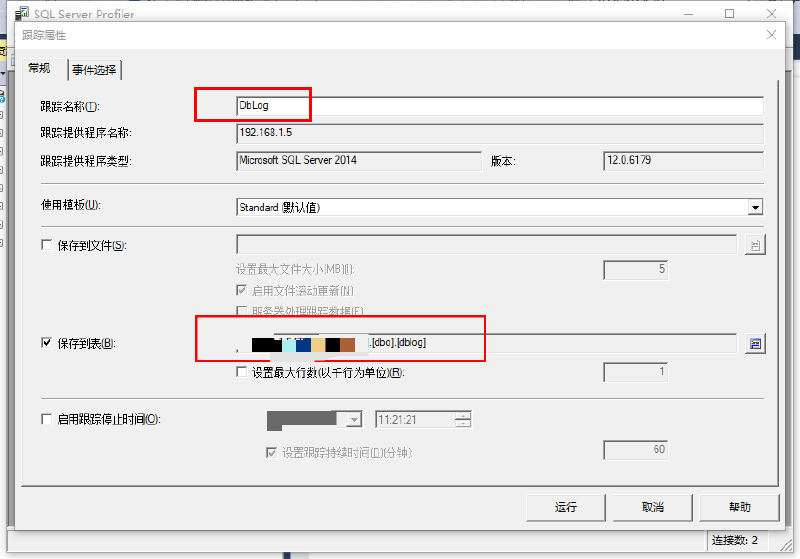 SQL Server Profiler
跟踪属性
常规 事件选择
跟踪名称(T): DbLog
跟踪提供程序名称: 192.168.1.5
跟踪提供程序类型: Microsoft SQL Server 2014 版本: 12.0.6179
使用模板(U): Standard (默认值)
保存到文件(S):
设置最大文件大小(MB)(I): 5
启用文件滚动更新(N)
服务器处理跟踪数据(E)
保存到表(B): .[dbo].[dblog]
设置最大行数(以千行为单位)(R): 1
启用跟踪停止时间(O): 11:21:21
设置跟踪持续时间(D)(分钟) 60
运行 取消 帮助
连接数: 2